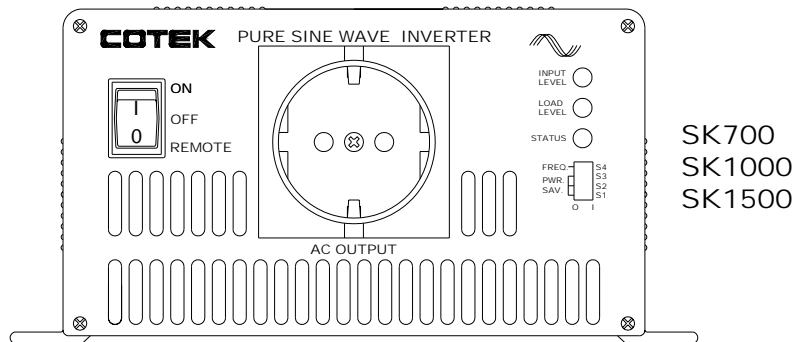 COTEK PURE SINE WAVE INVERTER
ON
OFF
REMOTE
I
0
INPUT
LEVEL
LOAD
LEVEL
STATUS
FREQ.
PWR.
SAV.
S4
S3
S2
S1
O I
AC OUTPUT
SK700
SK1000
SK1500